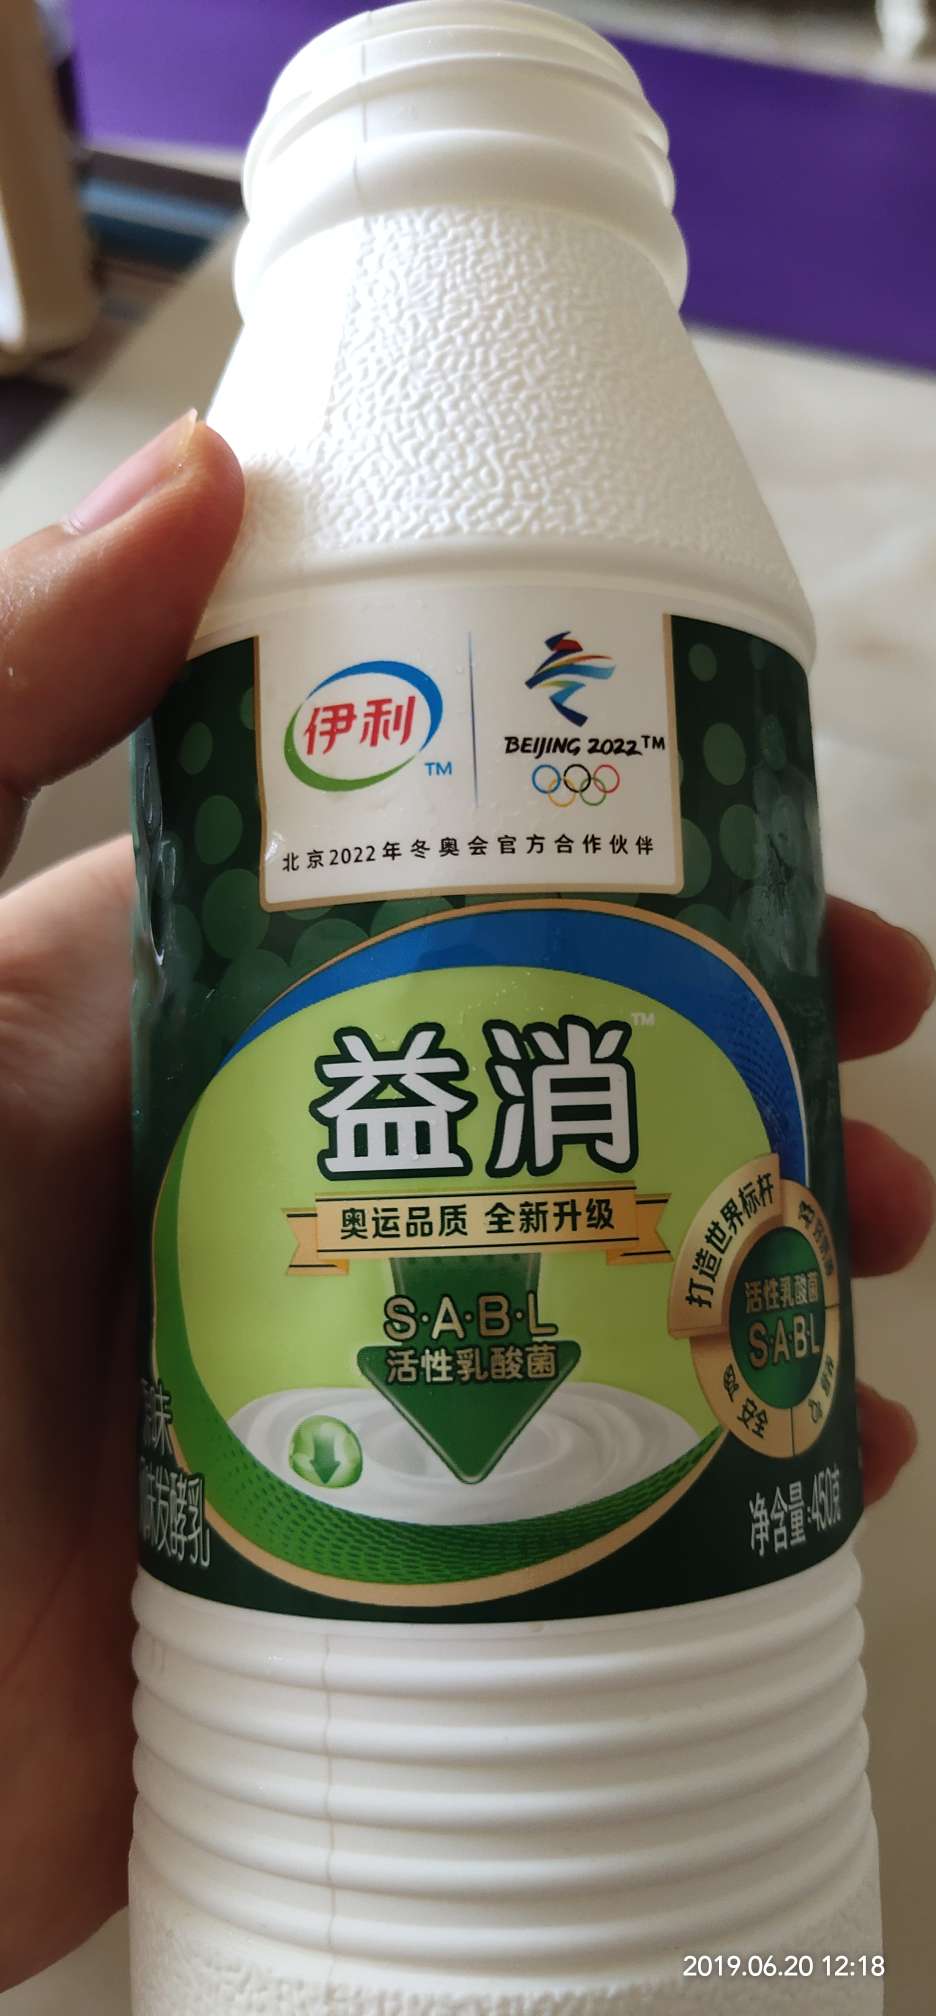 伊利
TM
BEIJING 2022TM
北京2022年冬奥会官方合作伙伴
益消TM
奥运品质 全新升级
S·A·B·L
活性乳酸菌
打造世界标杆
活性乳酸菌
S·A·B·L
安全
味发酵乳
净含量:450克
2019.06.20 12:18